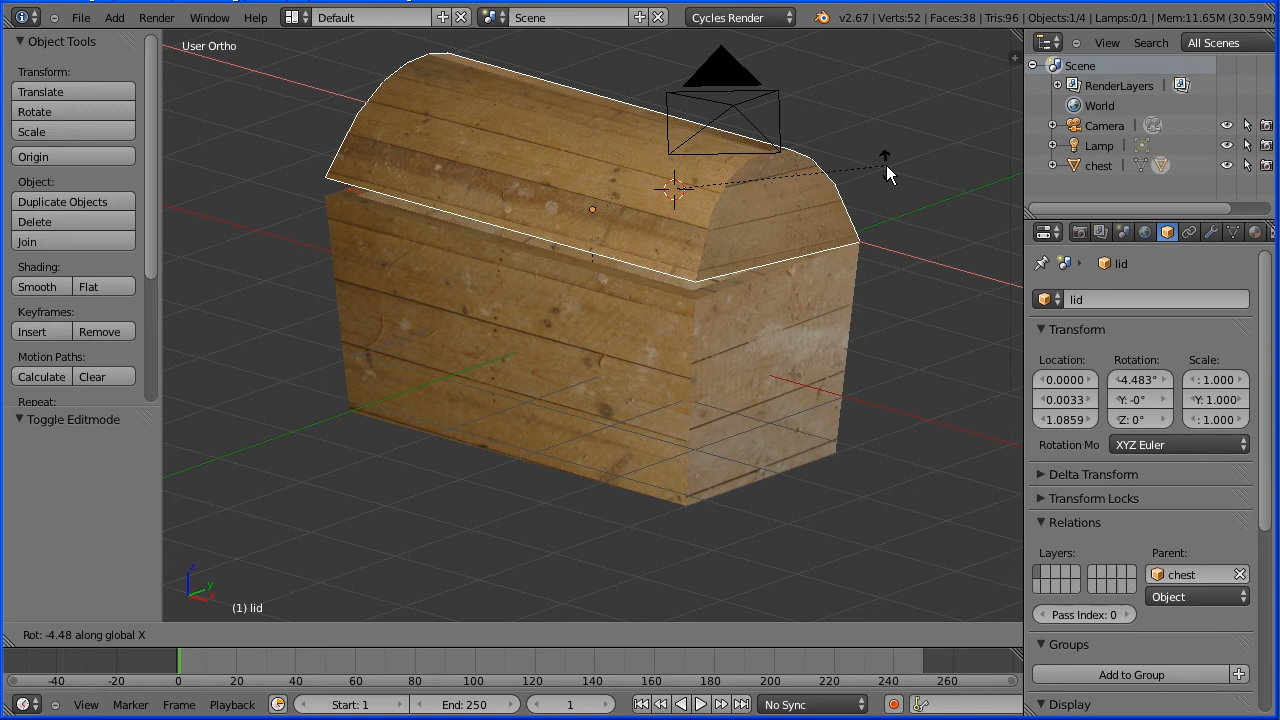 File Add Render Window Help Default Scene Cycles Render v2.67 | Verts:52 | Faces:38 | Tris:96 | Objects:1/4 | Lamps:0/1 | Mem:11.65M (30.59M)
Object Tools
Transform:
Translate
Rotate
Scale
Origin
Object:
Duplicate Objects
Delete
Join
Shading:
Smooth Flat
Keyframes:
Insert Remove
Motion Paths:
Calculate Clear
Repeat:
Toggle Editmode
User Ortho
z
y
x
(1) lid
Rot: -4.48 along global X
View Search All Scenes
Scene
RenderLayers
World
Camera
Lamp
chest
lid
lid
Transform
Location: Rotation: Scale:
0.0000 -4.483° : 1.000
0.0033 Y: -0° Y: 1.000
1.0859 Z: 0° : 1.000
Rotation Mo XYZ Euler
Delta Transform
Transform Locks
Relations
Layers: Parent:
chest
Object
Pass Index: 0
Groups
Add to Group
Display
-40 -20 0 20 40 60 80 100 120 140 160 180 200 220 240 260
View Marker Frame Playback Start: 1 End: 250 1 No Sync